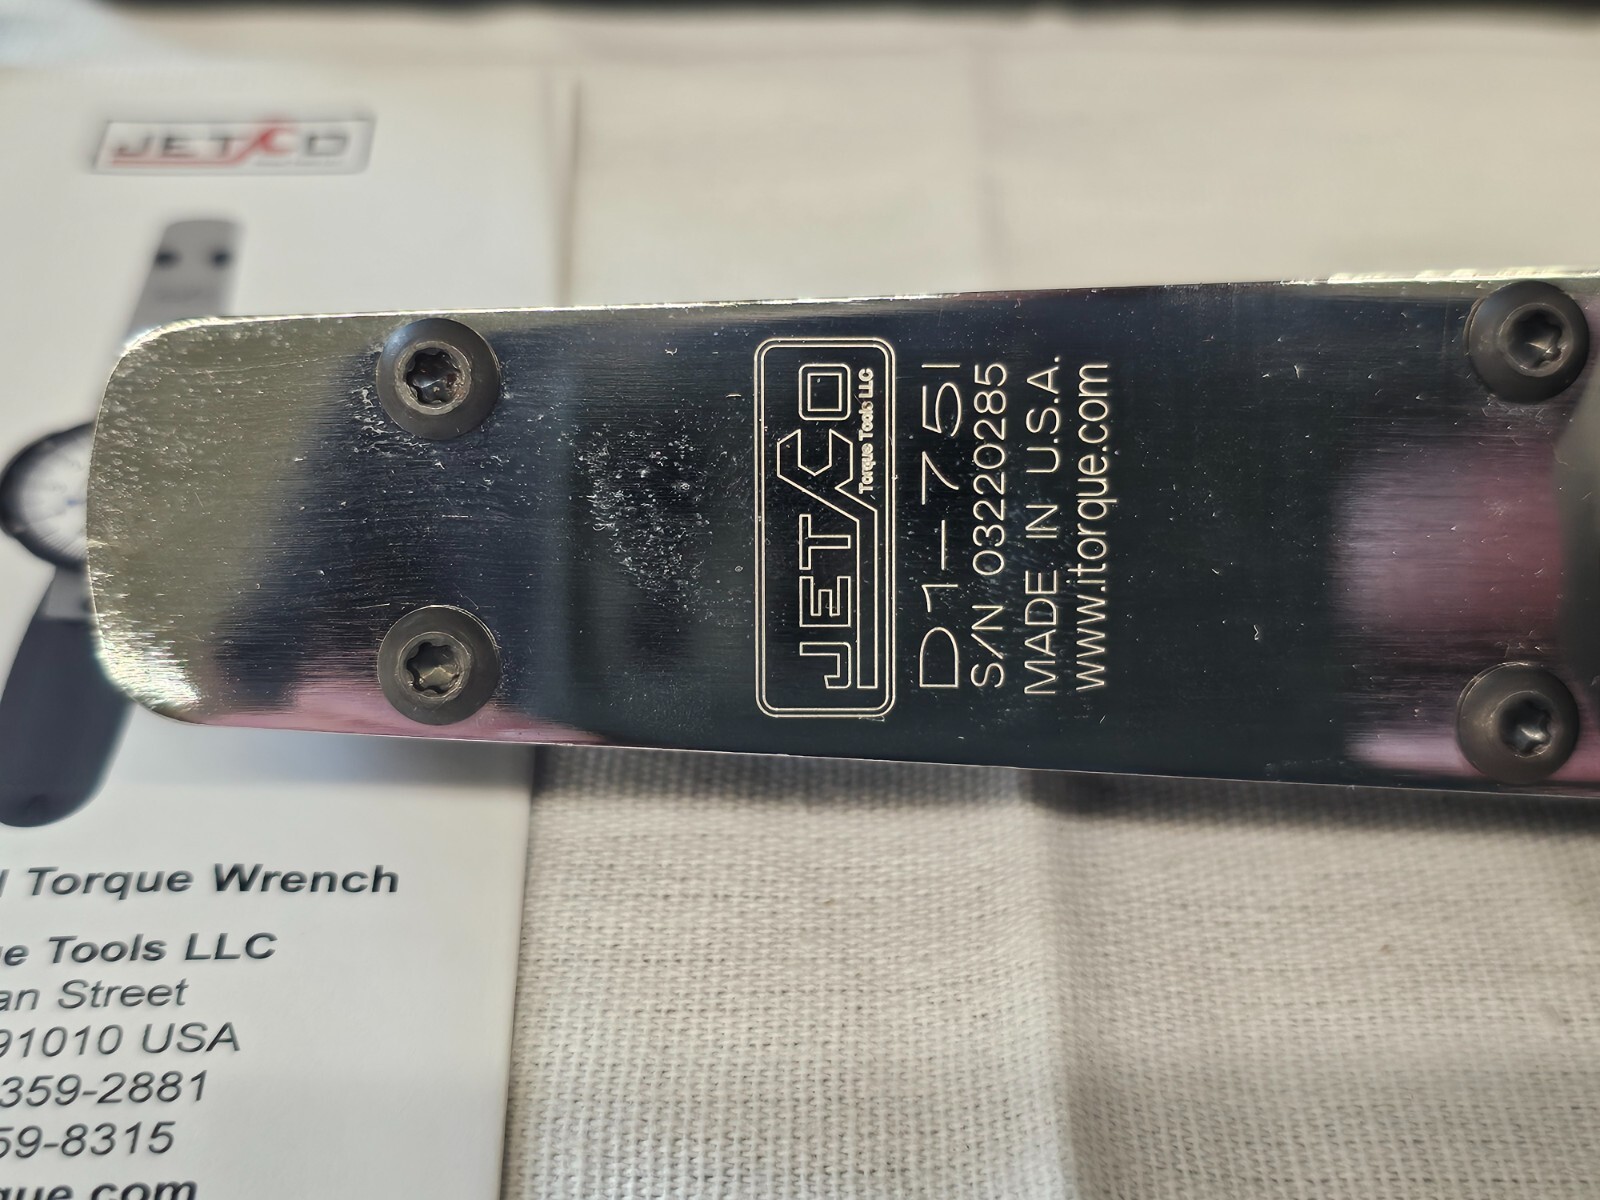 JETCO
Torque Wrench
Tools LLC
Street
91010 USA
359-2881
59-8315
JETCO
Torque Tools LLC
D1-75I
S/N 03220285
MADE IN U.S.A.
www.itorque.com